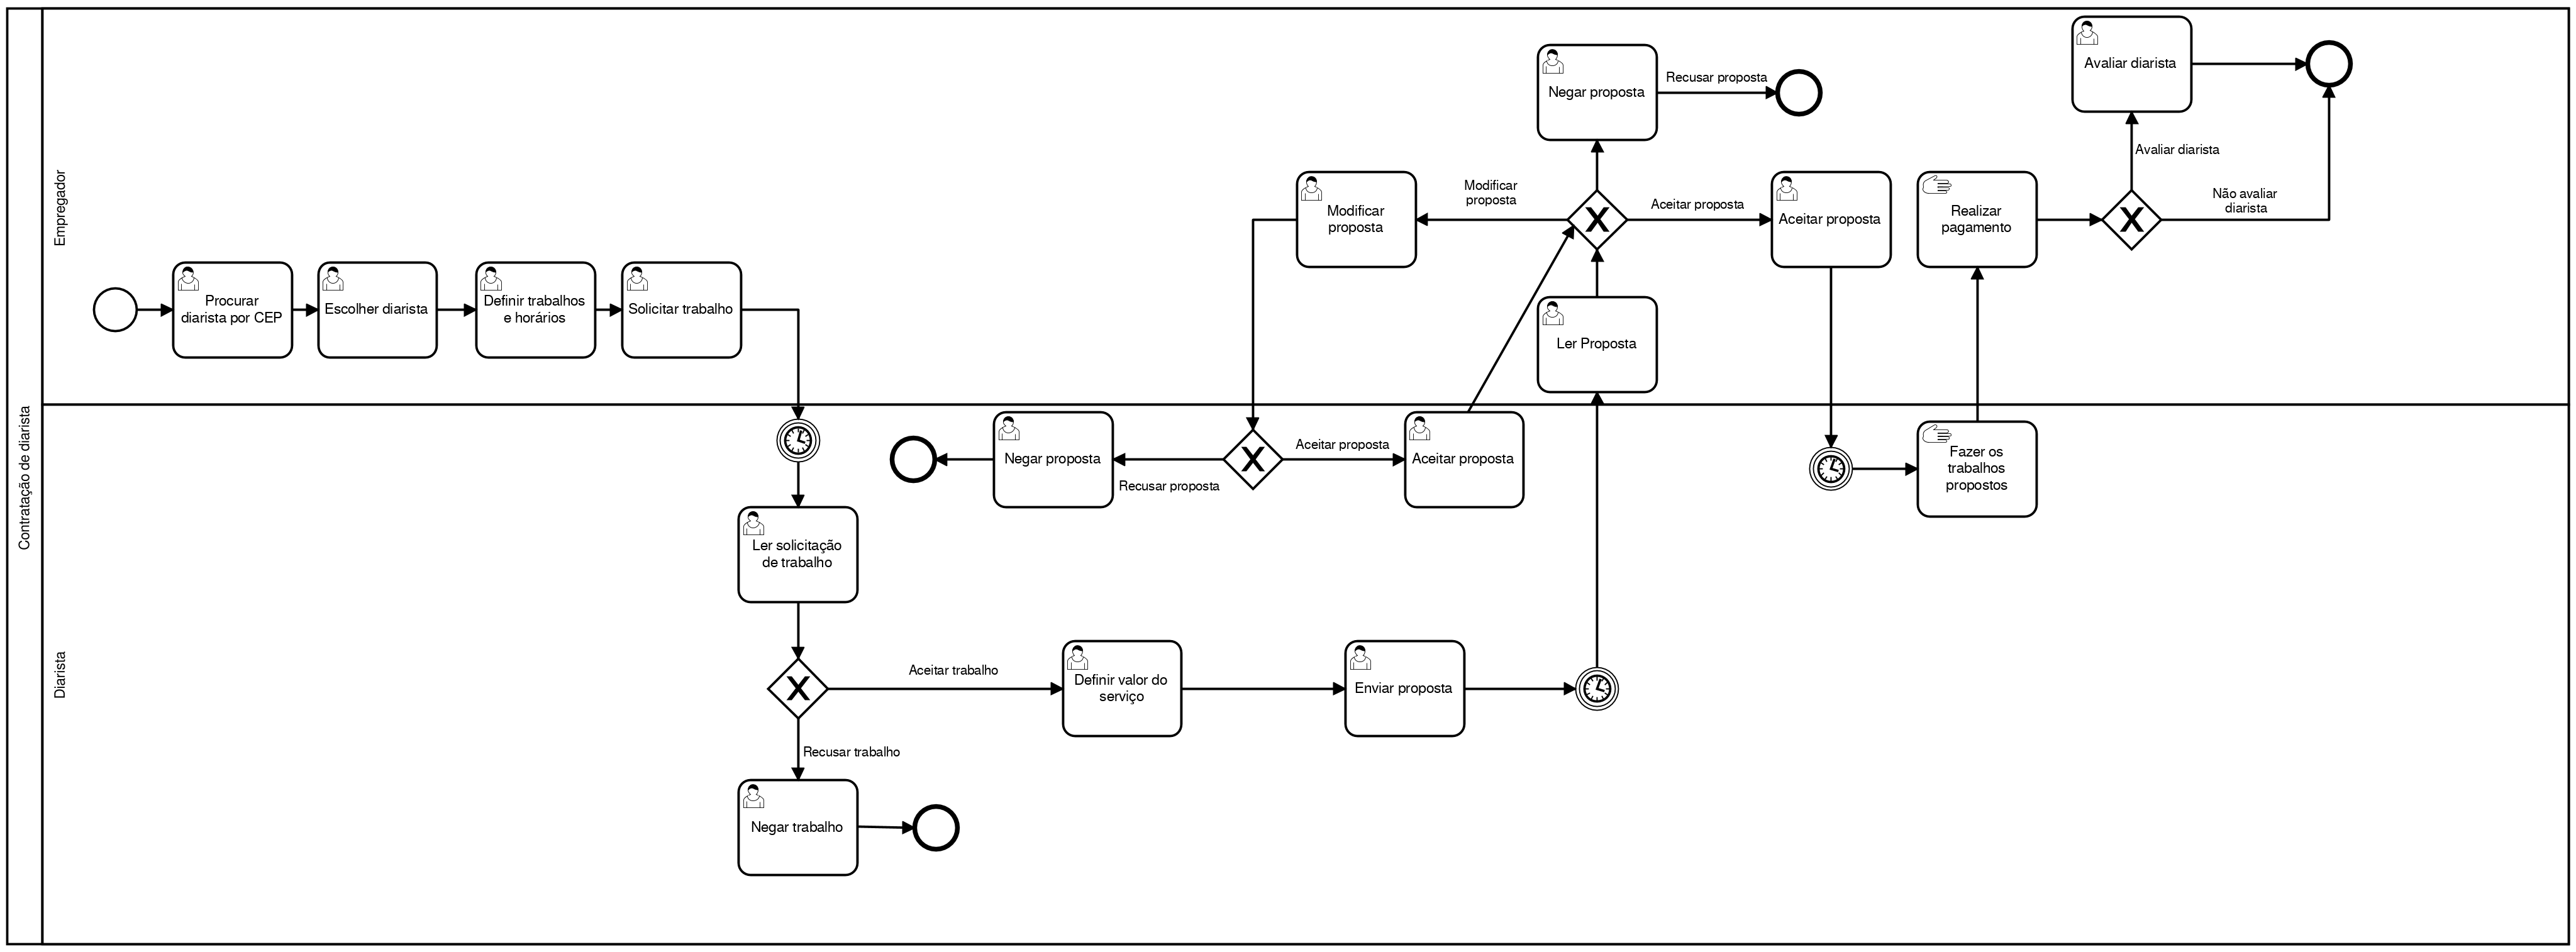 Contratação de diarista
Empregador
Procurar
diarista por CEP
Escolher diarista
Definir trabalhos
e horários
Solicitar trabalho
Modificar
proposta
Modificar
proposta
Negar proposta
Recusar proposta
Aceitar proposta
Aceitar proposta
Ler Proposta
Realizar
pagamento
Avaliar diarista
Avaliar diarista
Não avaliar
diarista
Diarista
Ler solicitação
de trabalho
Negar proposta
Recusar proposta
Aceitar proposta
Aceitar proposta
Fazer os
trabalhos
propostos
Aceitar trabalho
Definir valor do
serviço
Enviar proposta
Recusar trabalho
Negar trabalho